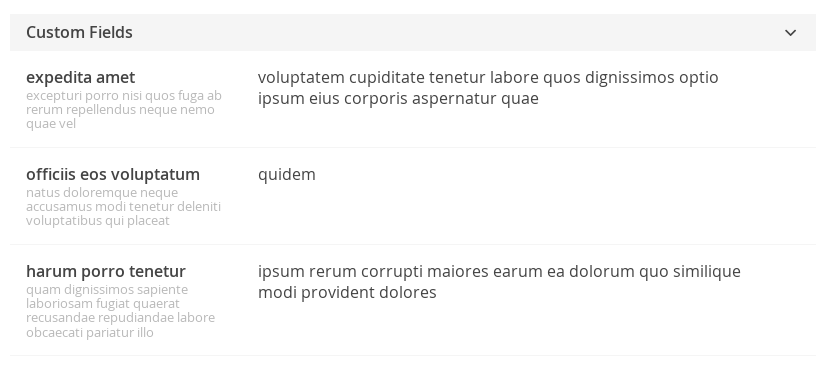 Custom Fields
expedita amet
excepturi porro nisi quos fuga ab
rerum repellendus neque nemo
quae vel
voluptatem cupiditate tenetur labore quos dignissimos optio
ipsum eius corporis aspernatur quae
officiis eos voluptatum
natus doloremque neque
accusamus modi tenetur deleniti
voluptatibus qui placeat
quidem
harum porro tenetur
quam dignissimos sapiente
laboriosam fugiat quaerat
recusandae repudiandae labore
obcaecati pariatur illo
ipsum rerum corrupti maiores earum ea dolorum quo similique
modi provident dolores